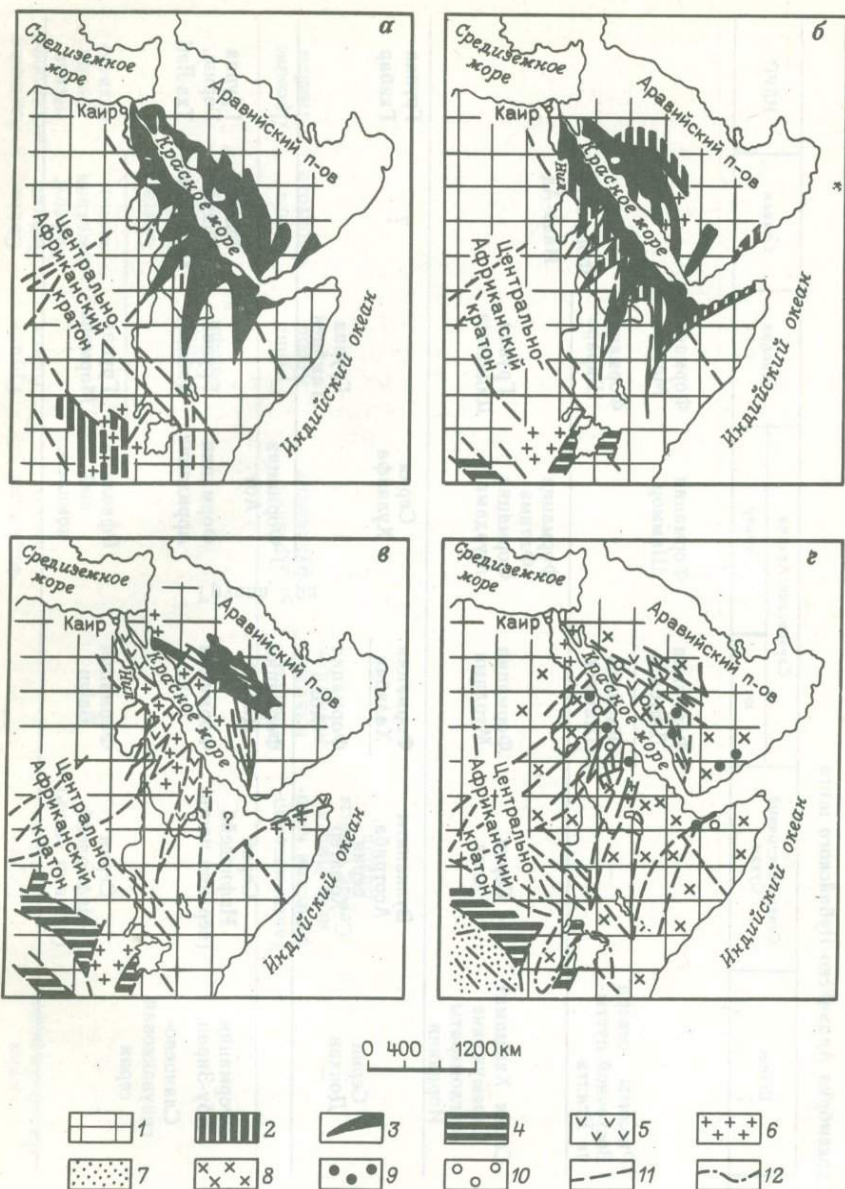 а
Средиземное
море
Каир
Аравийский п-ов
Красное море
Центрально-
Африканский
кратон
Индийский океан
б
Средиземное
море
Каир
Аравийский п-ов
Нил
Красное море
Центрально-
Африканский
кратон
Индийский океан
в
Средиземное
море
Каир
Аравийский п-ов
Нил
Красное море
Центрально-
Африканский
кратон
?
Индийский океан
г
Средиземное
море
Каир
Аравийский п-ов
Красное море
Центрально-
Африканский
кратон
Индийский океан
0 400 1200 км
1 2 3 4 5 6
7 8 9 10 11 12